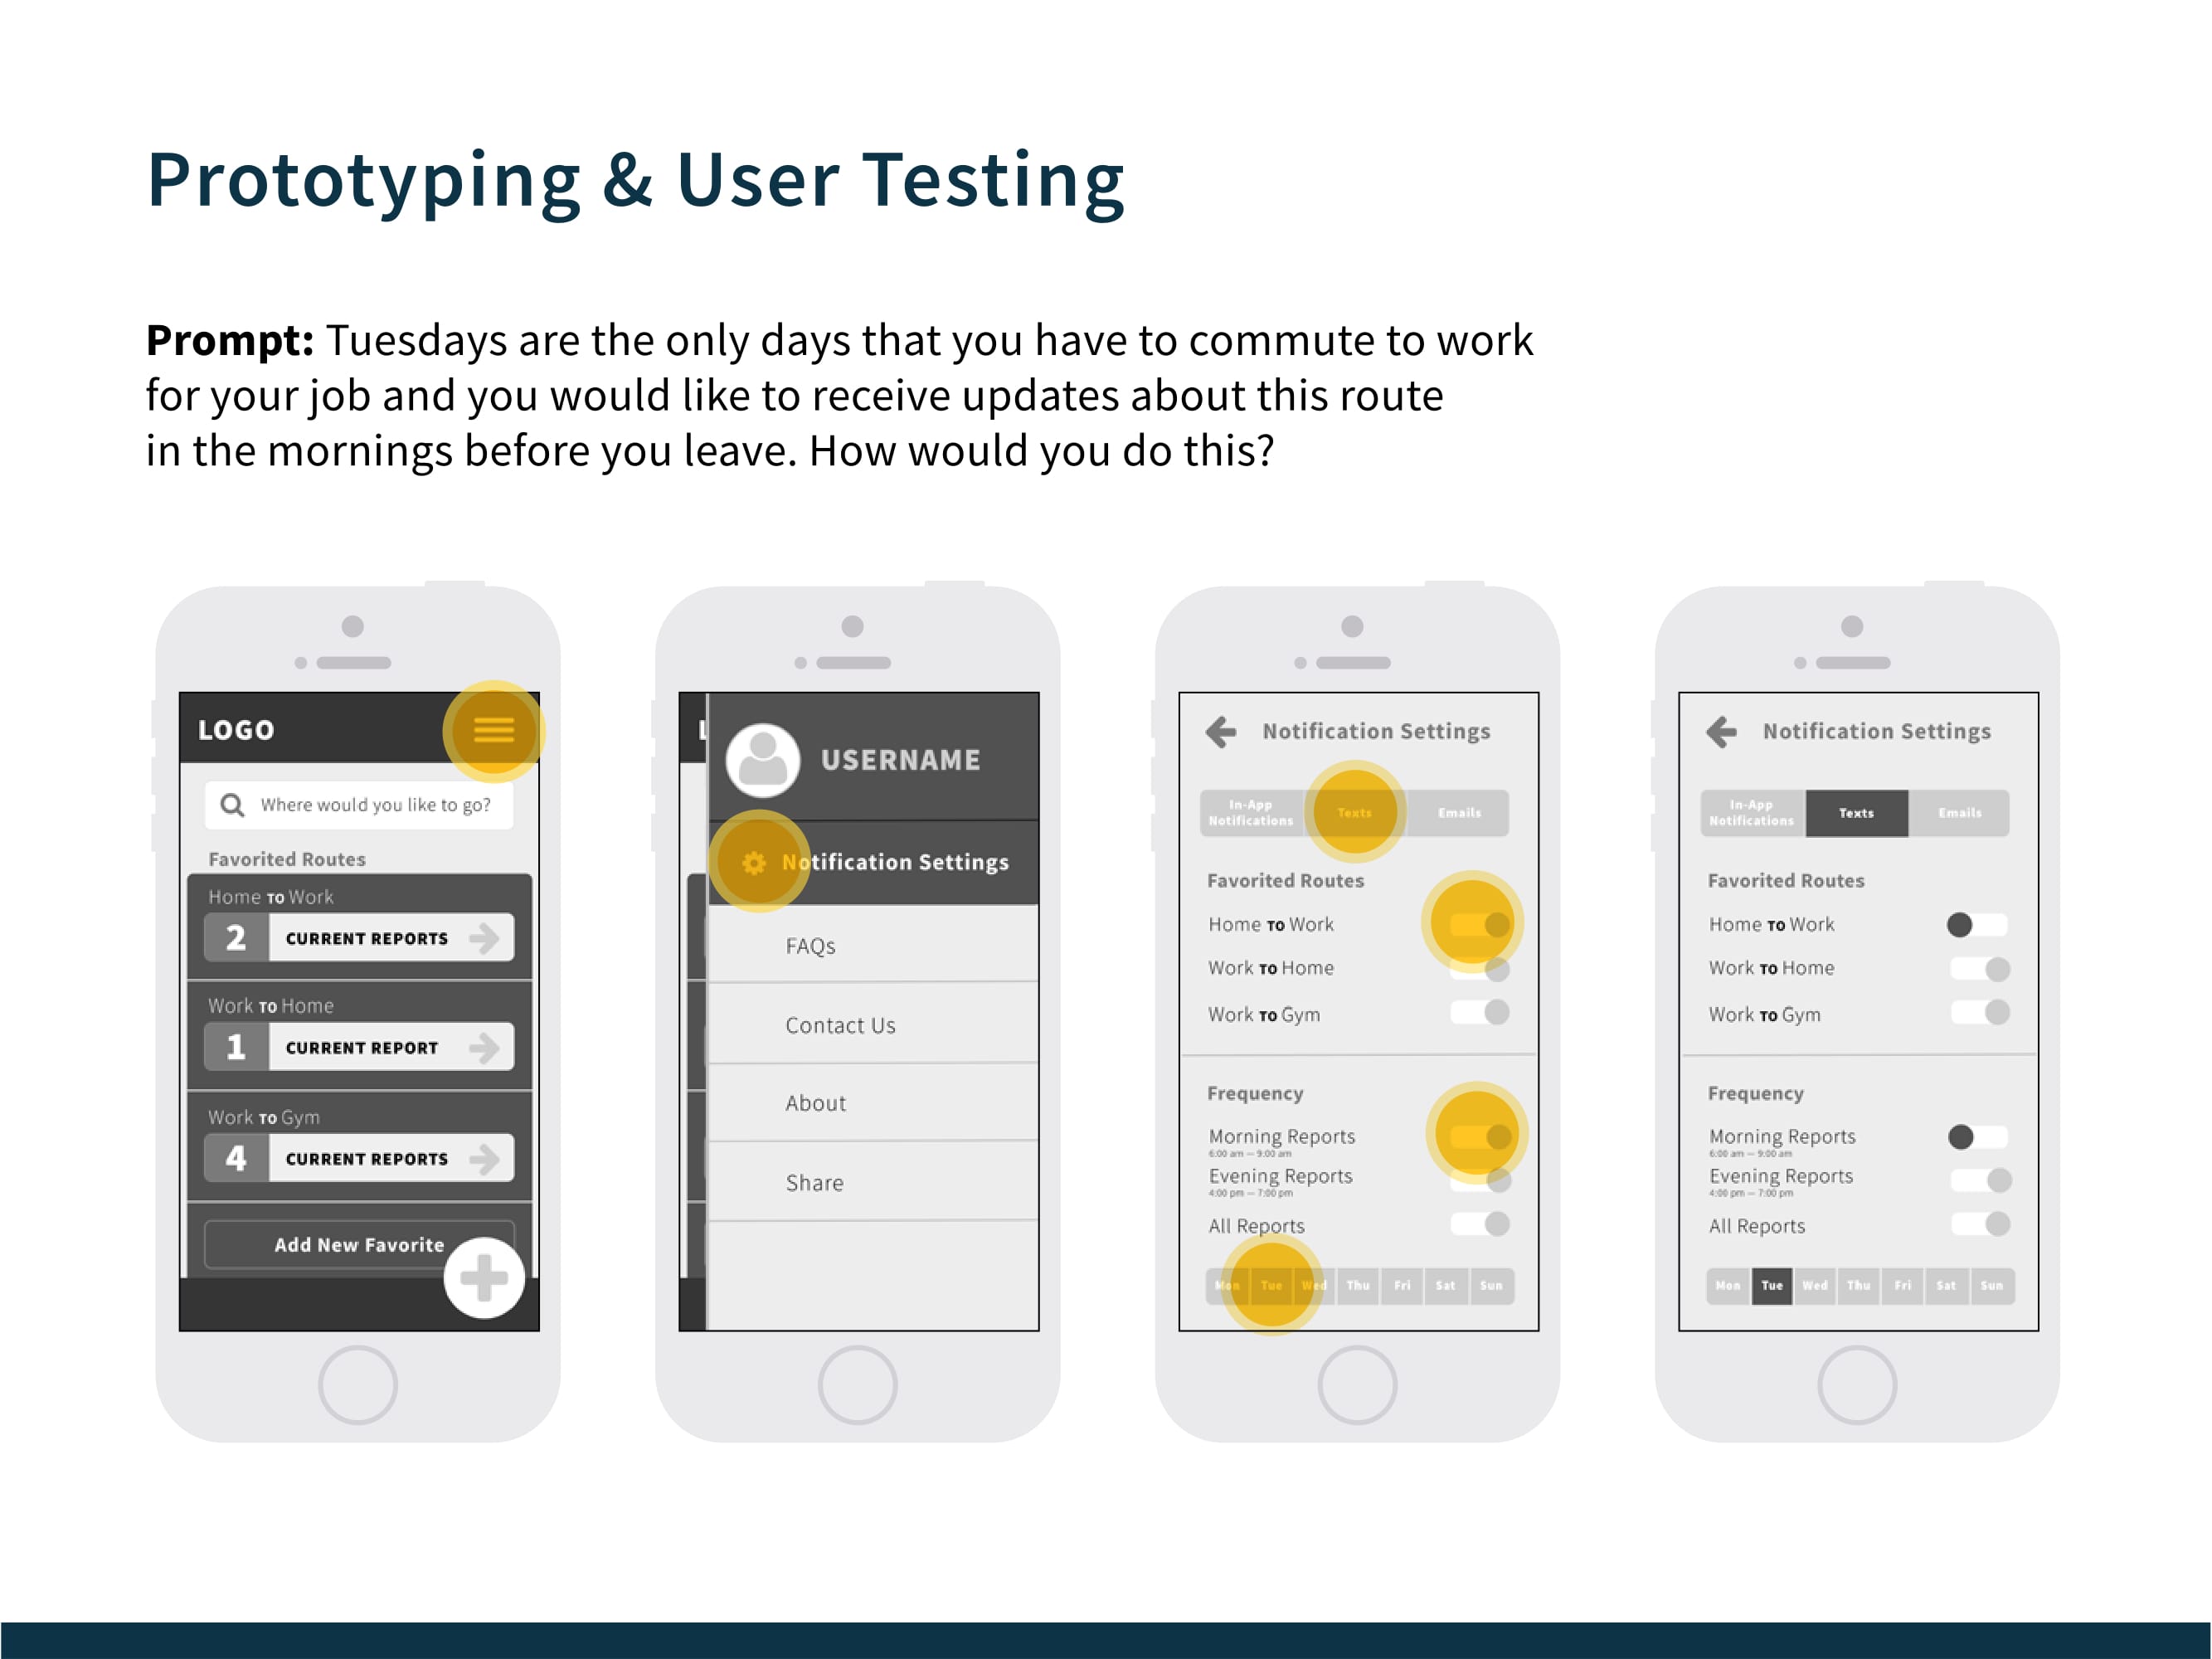 Prototyping & User Testing
Prompt: Tuesdays are the only days that you have to commute to work
for your job and you would like to receive updates about this route
in the mornings before you leave. How would you do this?
LOGO
Where would you like to go?
Favorited Routes
Home TO Work
2 CURRENT REPORTS
Work TO Home
1 CURRENT REPORT
Work TO Gym
4 CURRENT REPORTS
Add New Favorite
L
USERNAME
Notification Settings
FAQs
Contact Us
About
Share
Notification Settings
In-App
Notifications
Texts
Emails
Favorited Routes
Home TO Work
Work TO Home
Work TO Gym
Frequency
Morning Reports
6:00 am — 9:00 am
Evening Reports
4:00 pm — 7:00 pm
All Reports
Mon Tue Wed Thu Fri Sat Sun
Notification Settings
In-App
Notifications
Texts
Emails
Favorited Routes
Home TO Work
Work TO Home
Work TO Gym
Frequency
Morning Reports
6:00 am — 9:00 am
Evening Reports
4:00 pm — 7:00 pm
All Reports
Mon Tue Wed Thu Fri Sat Sun